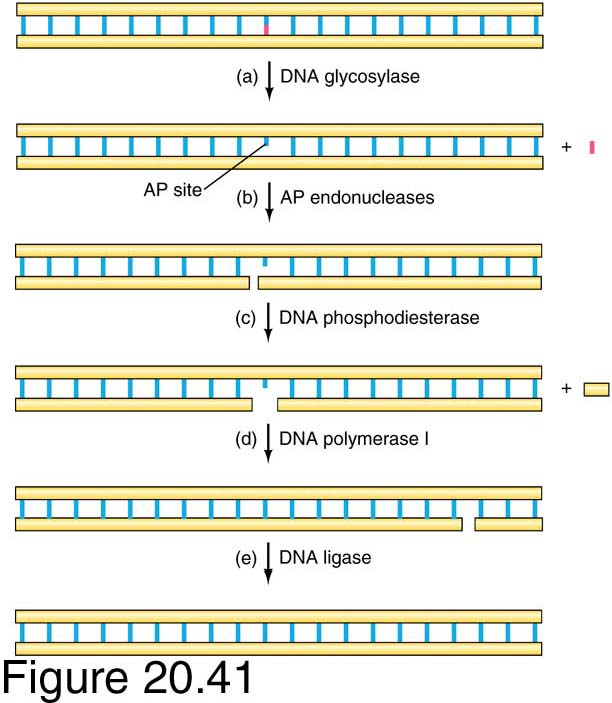 (a) DNA glycosylase
+
AP site
(b) AP endonucleases
(c) DNA phosphodiesterase
+
(d) DNA polymerase I
(e) DNA ligase
Figure 20.41